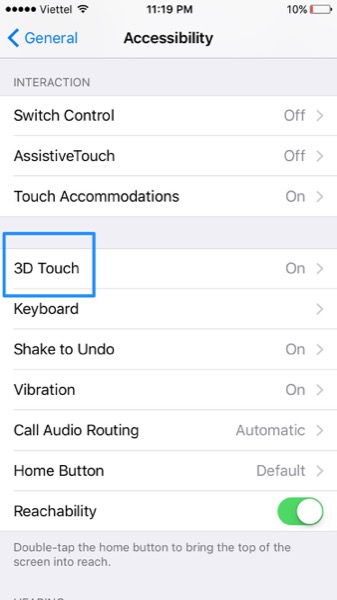 ●●●●● Viettel 11:19 PM 10%
General Accessibility
INTERACTION
Switch Control Off
AssistiveTouch Off
Touch Accommodations On
3D Touch On
Keyboard
Shake to Undo On
Vibration On
Call Audio Routing Automatic
Home Button Default
Reachability
Double-tap the home button to bring the top of the
screen into reach.
HEARING